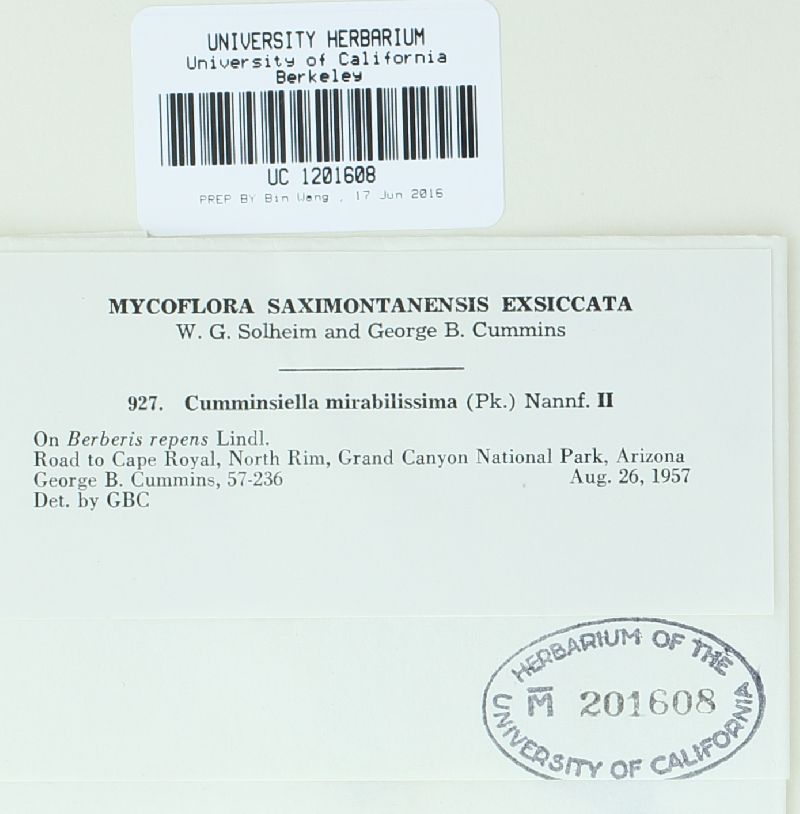 UNIVERSITY HERBARIUM
University of California
Berkeley
UC 1201608
PREP BY Bin Wang , 17 Jun 2016
MYCOFLORA SAXIMONTANENSIS EXSICCATA
W. G. Solheim and George B. Cummins
927. Cumminsiella mirabilissima (Pk.) Nannf. II
On Berberis repens Lindl.
Road to Cape Royal, North Rim, Grand Canyon National Park, Arizona
George B. Cummins, 57-236 Aug. 26, 1957
Det. by GBC
HERBARIUM OF THE
M̅ 201608
UNIVERSITY OF CALIFORNIA